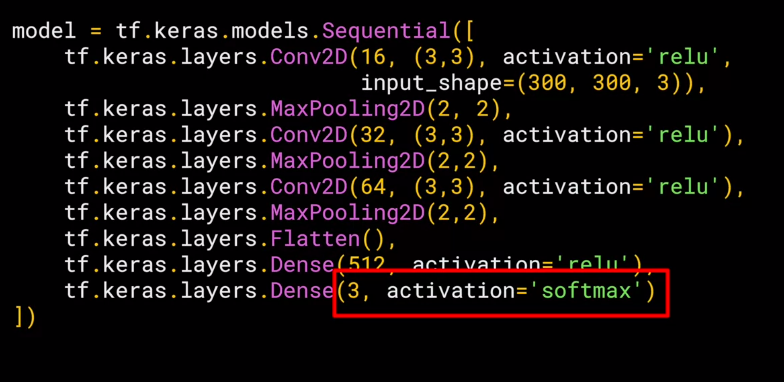 model = tf.keras.models.Sequential([
    tf.keras.layers.Conv2D(16, (3,3), activation='relu',
                           input_shape=(300, 300, 3)),
    tf.keras.layers.MaxPooling2D(2, 2),
    tf.keras.layers.Conv2D(32, (3,3), activation='relu'),
    tf.keras.layers.MaxPooling2D(2,2),
    tf.keras.layers.Conv2D(64, (3,3), activation='relu'),
    tf.keras.layers.MaxPooling2D(2,2),
    tf.keras.layers.Flatten(),
    tf.keras.layers.Dense(512, activation='relu'),
    tf.keras.layers.Dense(3, activation='softmax')
])